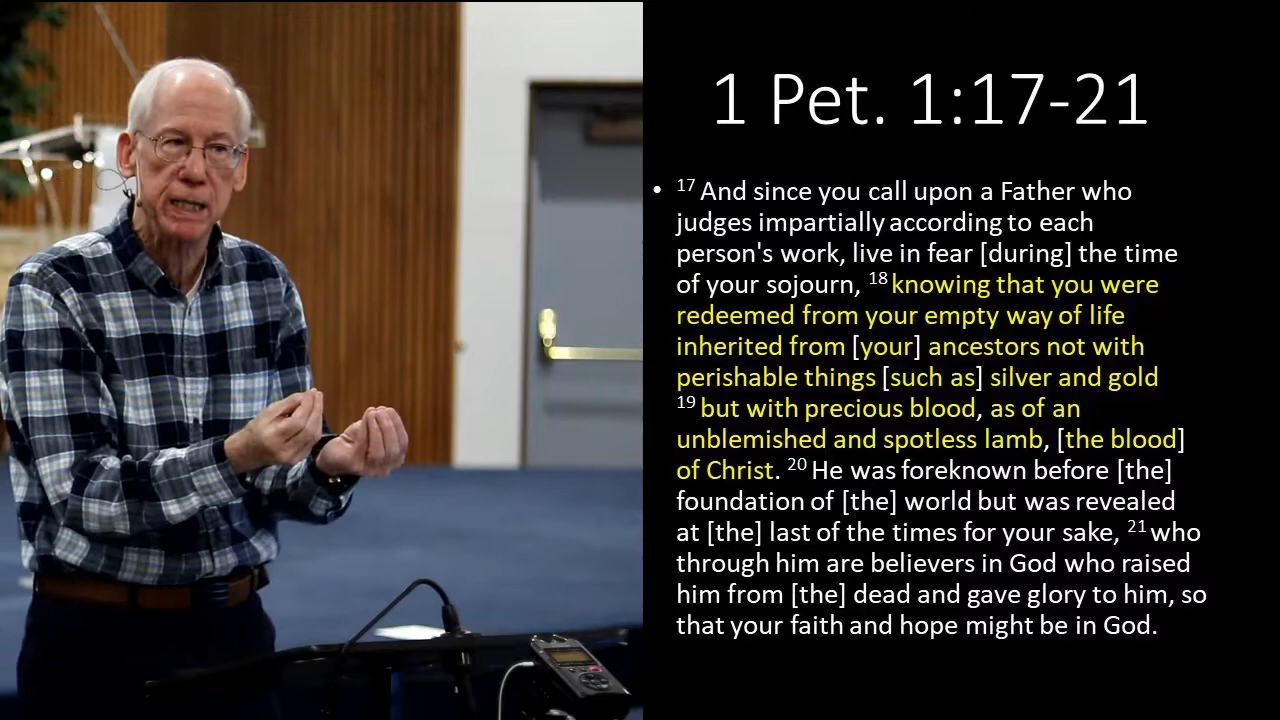 1 Pet. 1:17-21
• 17 And since you call upon a Father who
judges impartially according to each
person's work, live in fear [during] the time
of your sojourn, 18 knowing that you were
redeemed from your empty way of life
inherited from [your] ancestors not with
perishable things [such as] silver and gold
19 but with precious blood, as of an
unblemished and spotless lamb, [the blood]
of Christ. 20 He was foreknown before [the]
foundation of [the] world but was revealed
at [the] last of the times for your sake, 21 who
through him are believers in God who raised
him from [the] dead and gave glory to him, so
that your faith and hope might be in God.